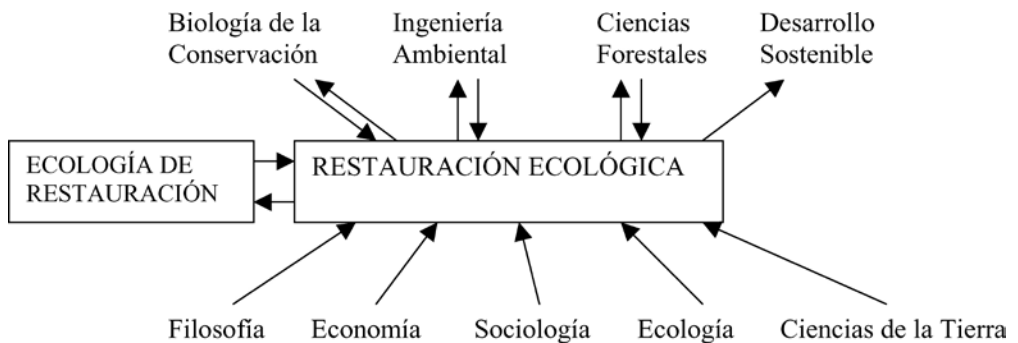 Biología de la
Conservación
Ingeniería
Ambiental
Ciencias
Forestales
Desarrollo
Sostenible
ECOLOGÍA DE
RESTAURACIÓN
RESTAURACIÓN ECOLÓGICA
Filosofía
Economía
Sociología
Ecología
Ciencias de la Tierra